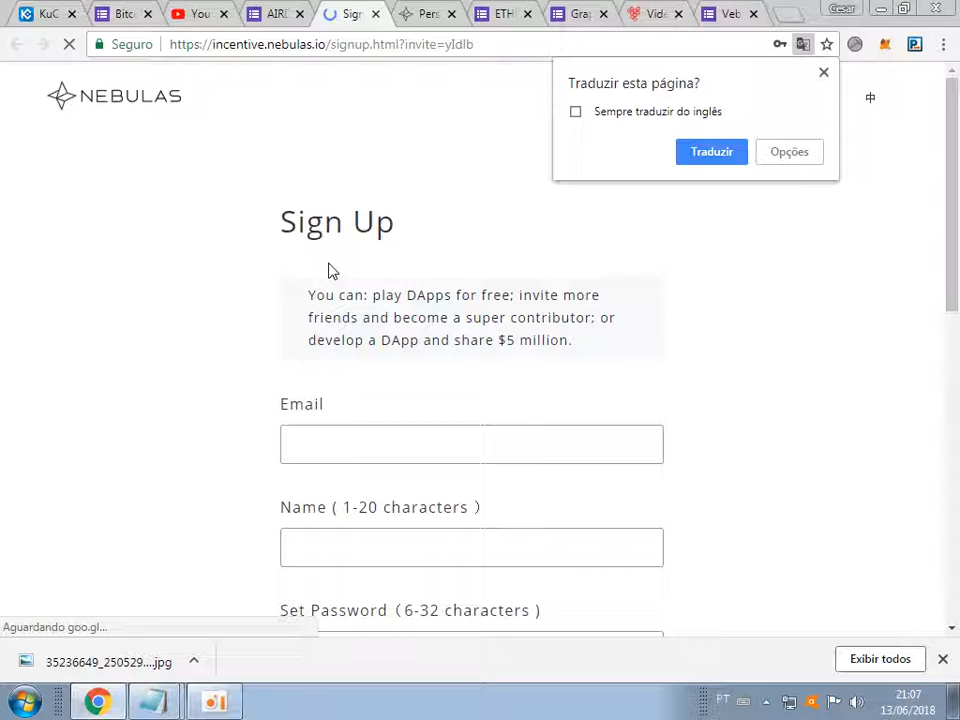 KuC
Bitc
You
AIRD
Sign
Pers
ETH
Grap
Vide
Veb
Cesar
Seguro
https://incentive.nebulas.io/signup.html?invite=yIdIb
NEBULAS
Traduzir esta página?
Sempre traduzir do inglês
Traduzir
Opções
中
Sign Up
You can: play DApps for free; invite more
friends and become a super contributor; or
develop a DApp and share $5 million.
Email
Name ( 1-20 characters ）
Set Password（6-32 characters )
Aguardando goo.gl...
35236649_250529....jpg
Exibir todos
PT
21:07
13/06/2018